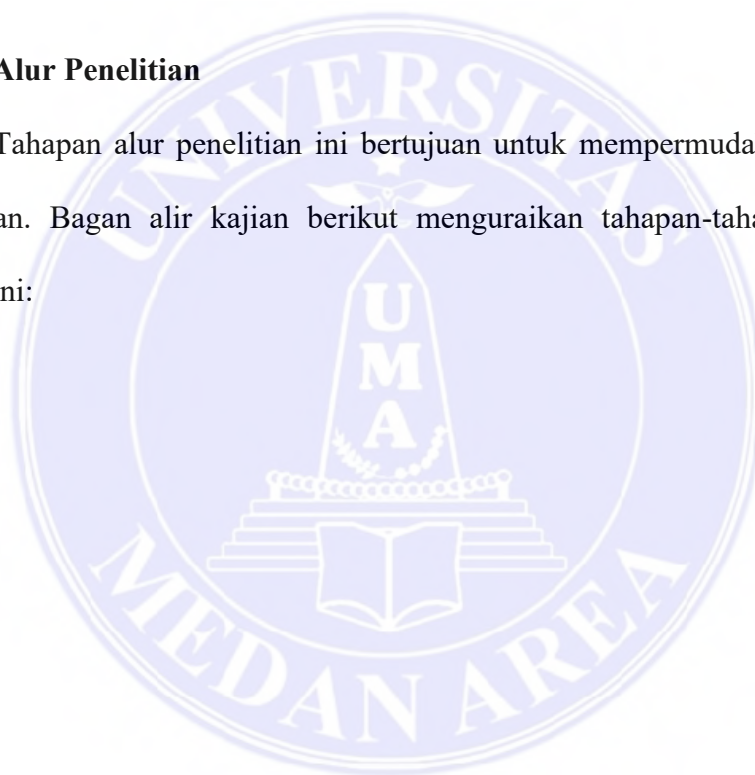 Alur Penelitian
Tahapan alur penelitian ini bertujuan untuk mempermuda
an. Bagan alir kajian berikut menguraikan tahapan-taha
ni:
UNIVERSITAS
U
M
A
MEDAN AREA